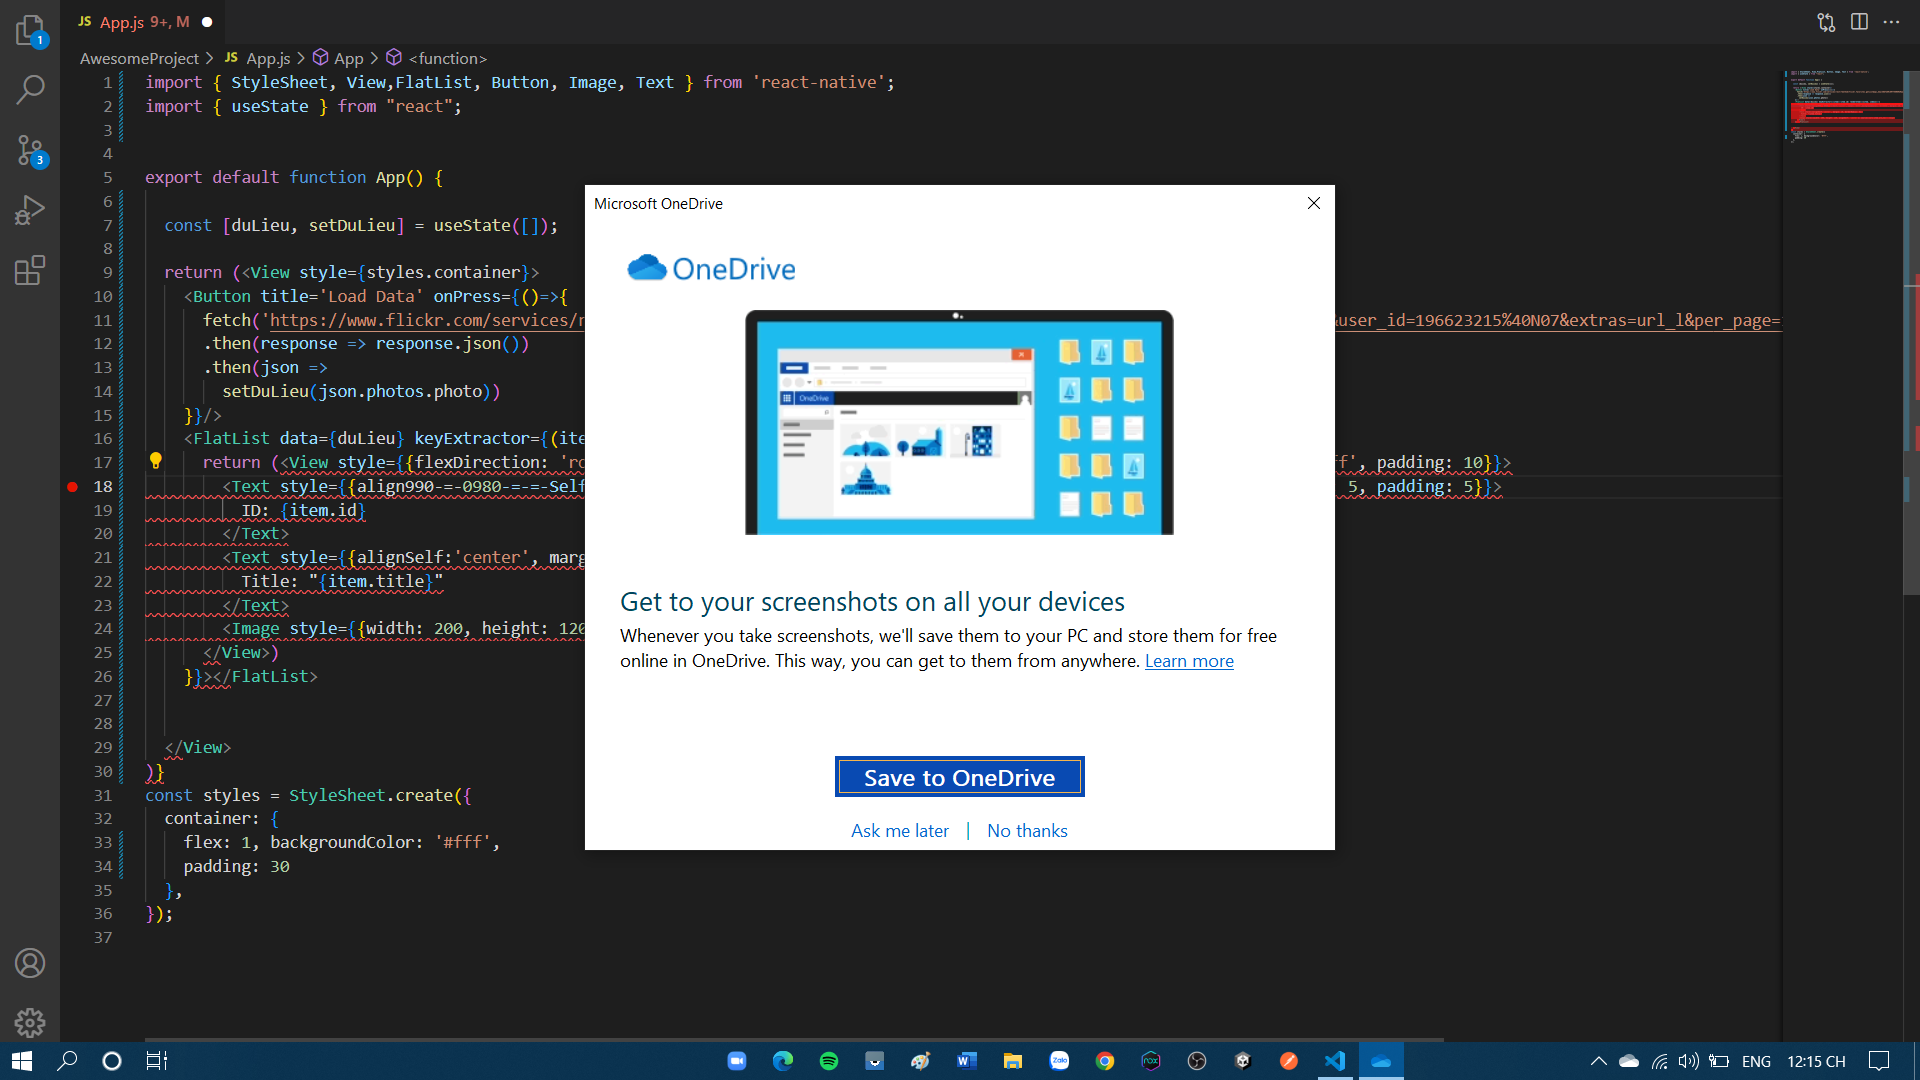 JS App.js 9+, M
AwesomeProject > JS App.js > App > <function>
1 import { StyleSheet, View,FlatList, Button, Image, Text } from 'react-native';
2 import { useState } from "react";
3
4
5 export default function App() {
6
7 const [duLieu, setDuLieu] = useState([]);
8
9 return (<View style={styles.container}>
10 <Button title='Load Data' onPress={()=>{
11 fetch('https://www.flickr.com/services/r &user_id=196623215%40N07&extras=url_l&per_page=
12 .then(response => response.json())
13 .then(json =>
14 setDuLieu(json.photos.photo))
15 }}/>
16 <FlatList data={duLieu} keyExtractor={(ite
17 return (<View style={{flexDirection: 'ro f', padding: 10}}>
18 <Text style={{align990-=-0980-=-=-Self 5, padding: 5}}>
19 ID: {item.id}
20 </Text>
21 <Text style={{alignSelf:'center', marg
22 Title: "{item.title}"
23 </Text>
24 <Image style={{width: 200, height: 120
25 </View>)
26 }}></FlatList>
27
28
29 </View>
30 )}
31 const styles = StyleSheet.create({
32 container: {
33 flex: 1, backgroundColor: '#fff',
34 padding: 30
35 },
36 });
37
Microsoft OneDrive
OneDrive
OneDrive
Get to your screenshots on all your devices
Whenever you take screenshots, we'll save them to your PC and store them for free
online in OneDrive. This way, you can get to them from anywhere. Learn more
Save to OneDrive
Ask me later | No thanks
1
3
W
Zalo
nox
ENG 12:15 CH